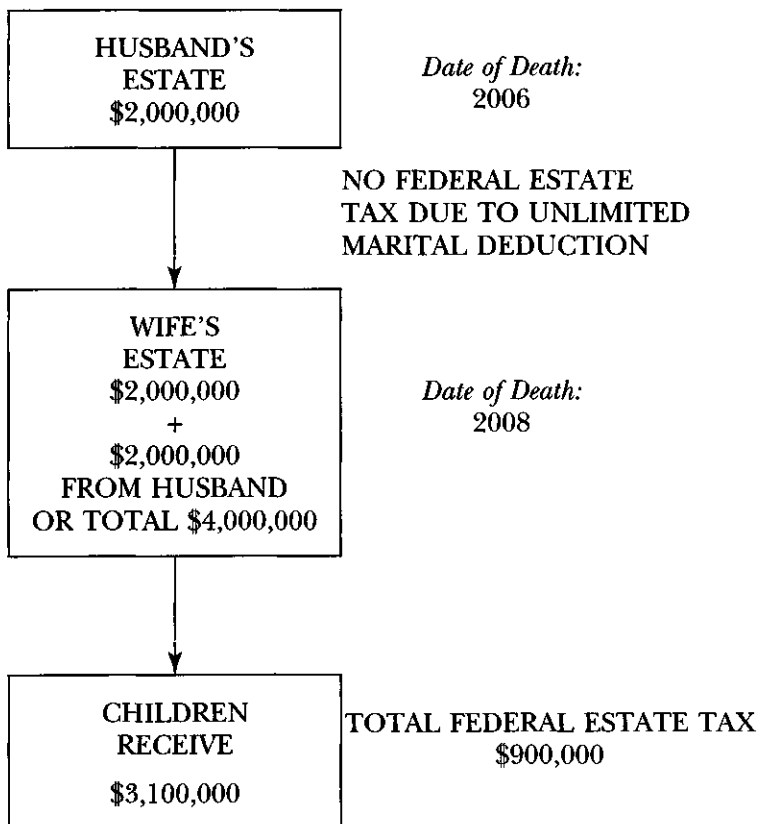 HUSBAND'S
ESTATE
$2,000,000
Date of Death:
2006
NO FEDERAL ESTATE
TAX DUE TO UNLIMITED
MARITAL DEDUCTION
WIFE'S
ESTATE
$2,000,000
+
$2,000,000
FROM HUSBAND
OR TOTAL $4,000,000
Date of Death:
2008
CHILDREN
RECEIVE
$3,100,000
TOTAL FEDERAL ESTATE TAX
$900,000